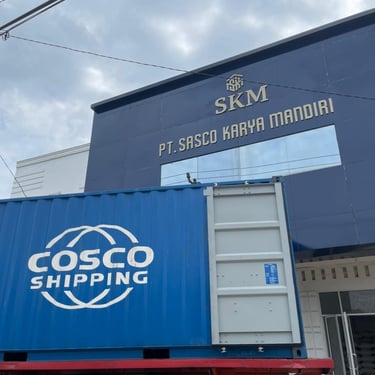 SKM
PT. SASCO KARYA MANDIRI
COSCO
SHIPPING